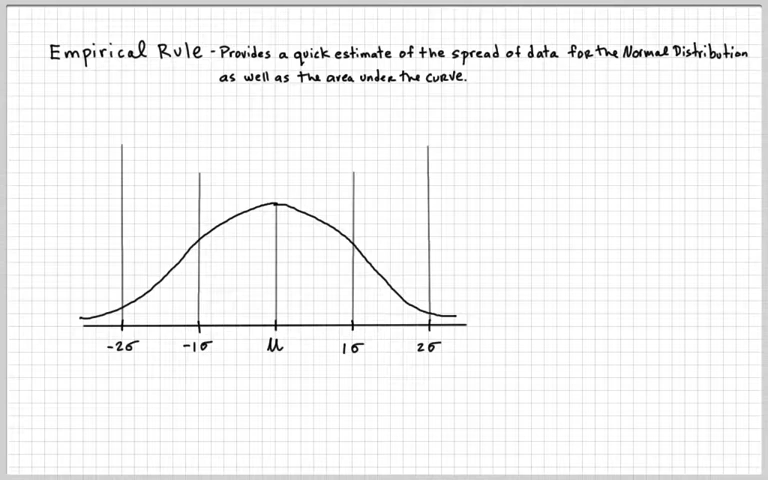 Empirical Rule - Provides a quick estimate of the spread of data for the Normal Distribution
as well as the area under the curve.
-2σ -1σ μ 1σ 2σ